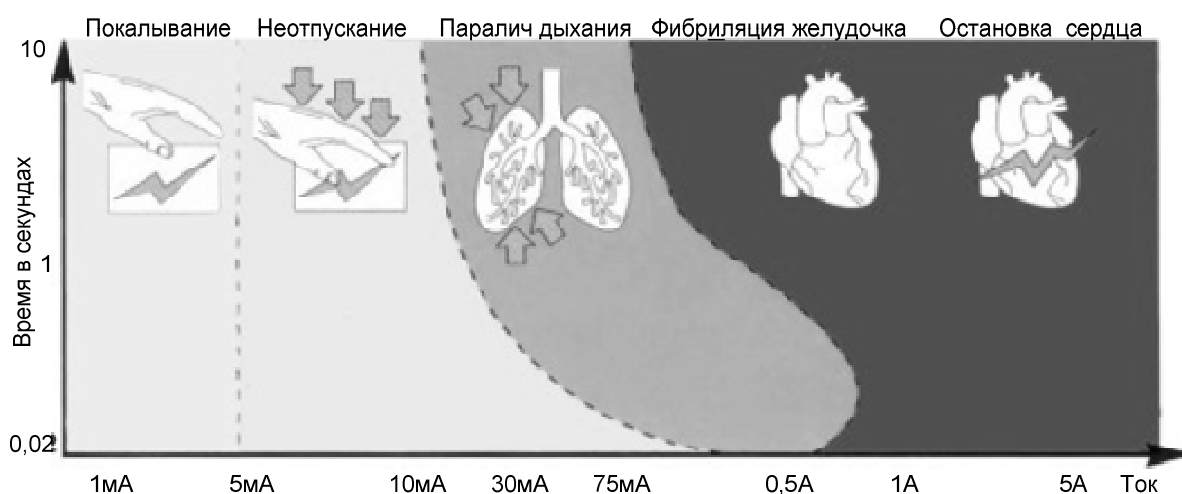 Покалывание
Неотпускание
Паралич дыхания
Фибриляция желудочка
Остановка сердца
10
1
0,02
Время в секундах
1мА
5мА
10мА
30мА
75мА
0,5А
1А
5А
Ток